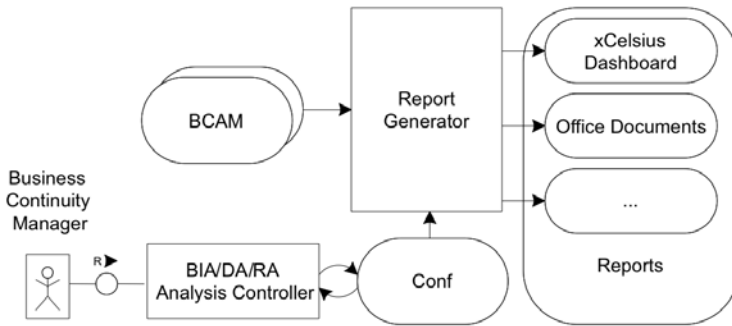 xCelsius
Dashboard
Report
Generator
BCAM
Office Documents
Business
Continuity
Manager
...
R
BIA/DA/RA
Analysis Controller
Conf
Reports